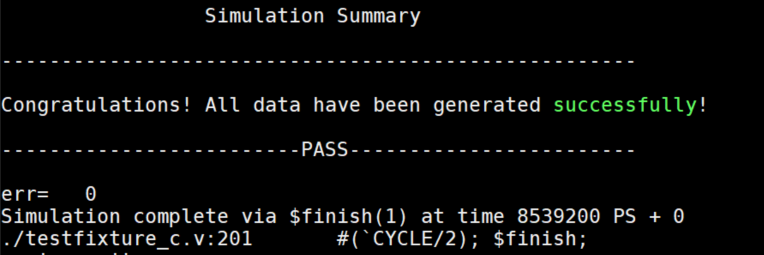 Simulation Summary
-----------------------------------------------------
Congratulations! All data have been generated successfully!
-------------------------PASS------------------------
err=   0
Simulation complete via $finish(1) at time 8539200 PS + 0
./testfixture_c.v:201       #(`CYCLE/2); $finish;